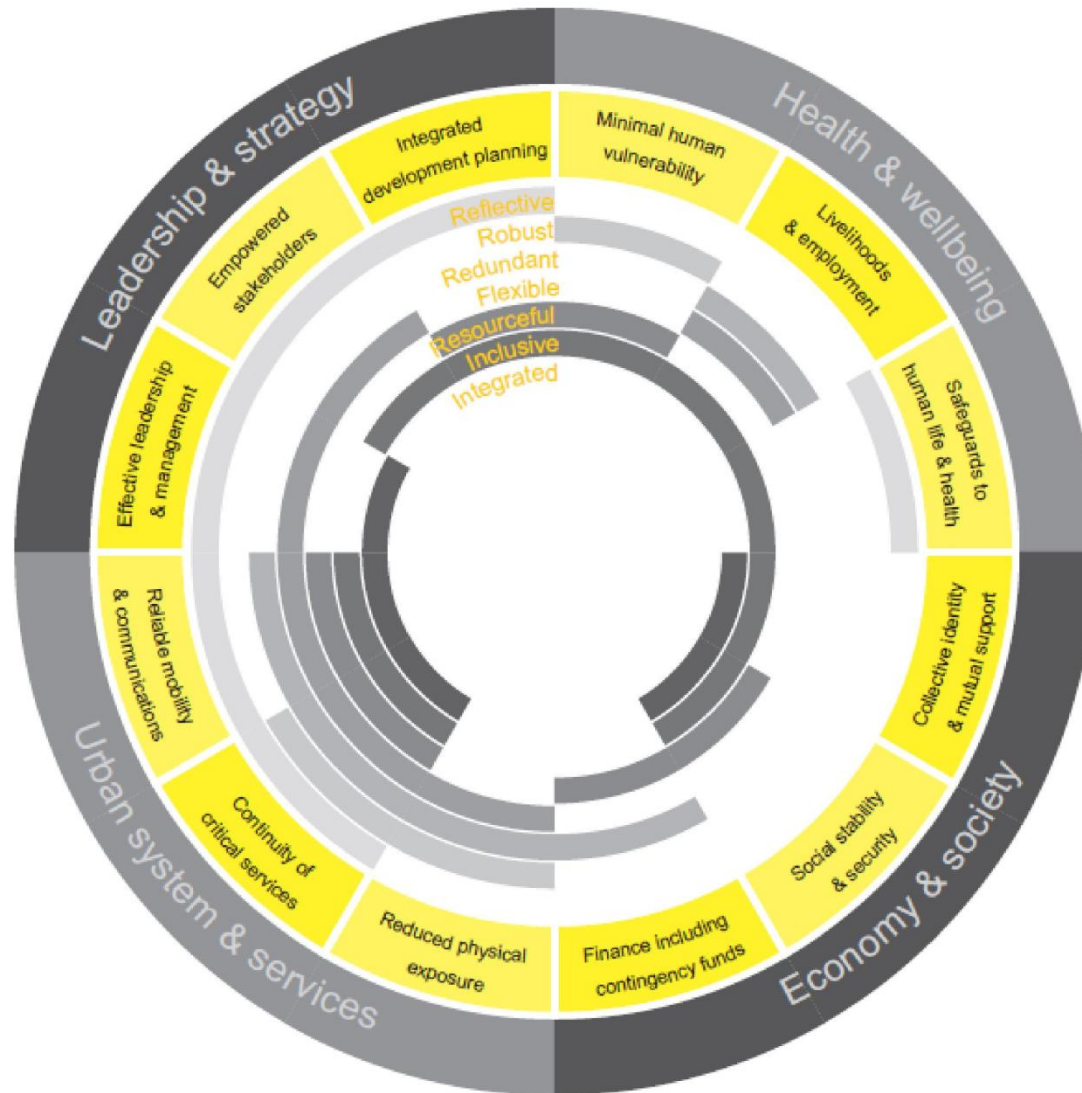 Leadership & strategy
Health & wellbeing
Economy & society
Urban system & services
Integrated
development planning
Minimal human
vulnerability
Livelihoods
& employment
Safeguards to
human life & health
Collective identity
& mutual support
Social stability
& security
Finance including
contingency funds
Reduced physical
exposure
Continuity of
critical services
Reliable mobility
& communications
Effective leadership
& management
Empowered
stakeholders
Reflective
Robust
Redundant
Flexible
Resourceful
Inclusive
Integrated